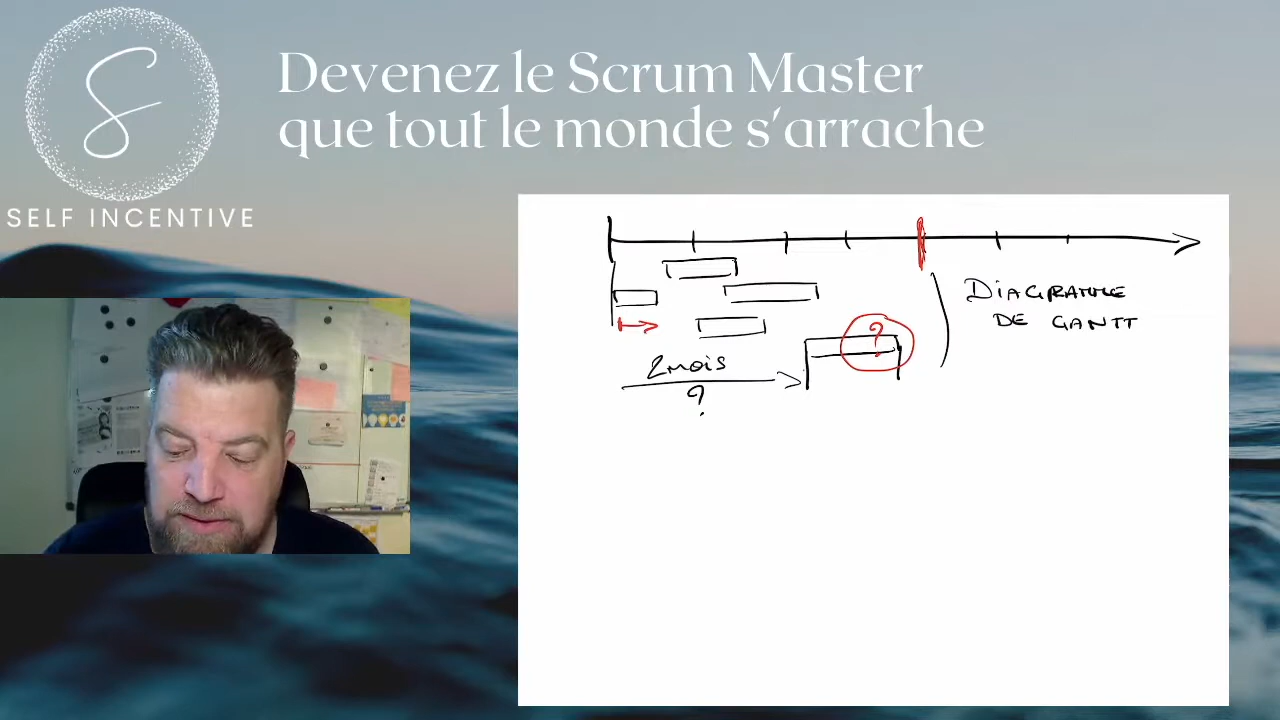 Devenez le Scrum Master
que tout le monde s'arrache
SELF INCENTIVE
DIAGRAMME
DE GANTT
?
2 mois
?